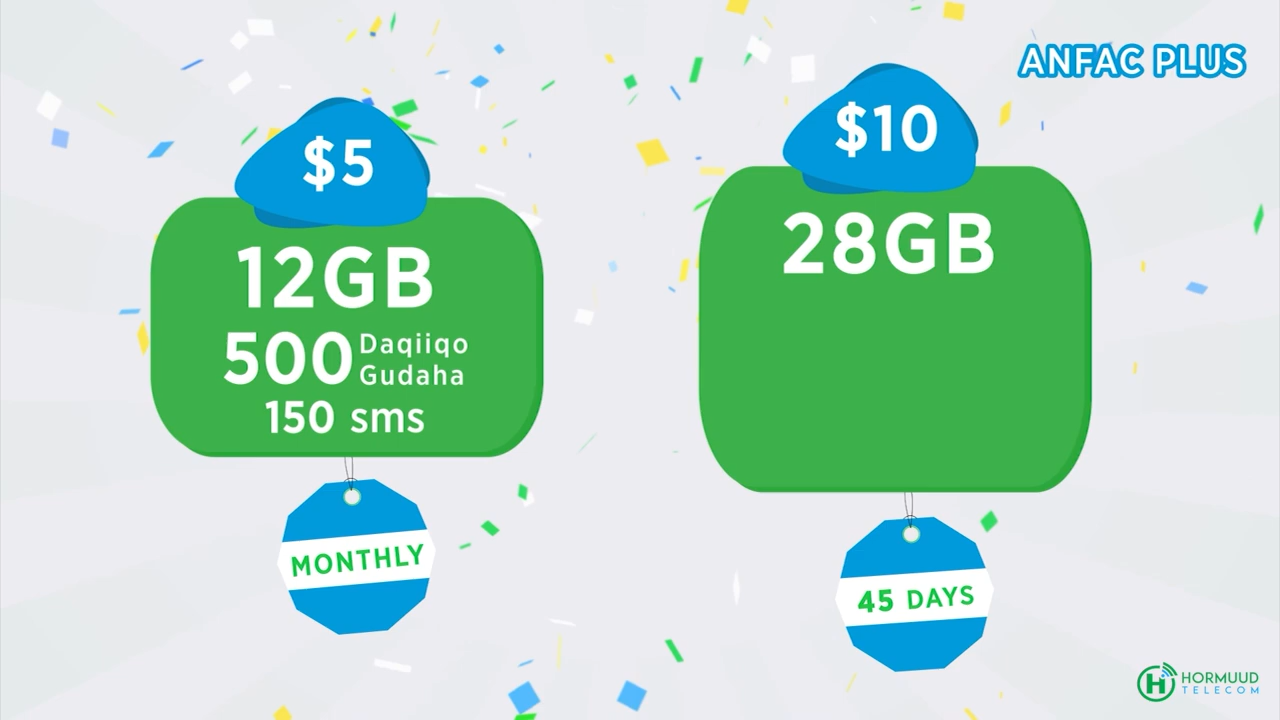 ANFAC PLUS
$5
12GB
500 Daqiiqo
Gudaha
150 sms
MONTHLY
$10
28GB
45 DAYS
HORMUUD
TELECOM